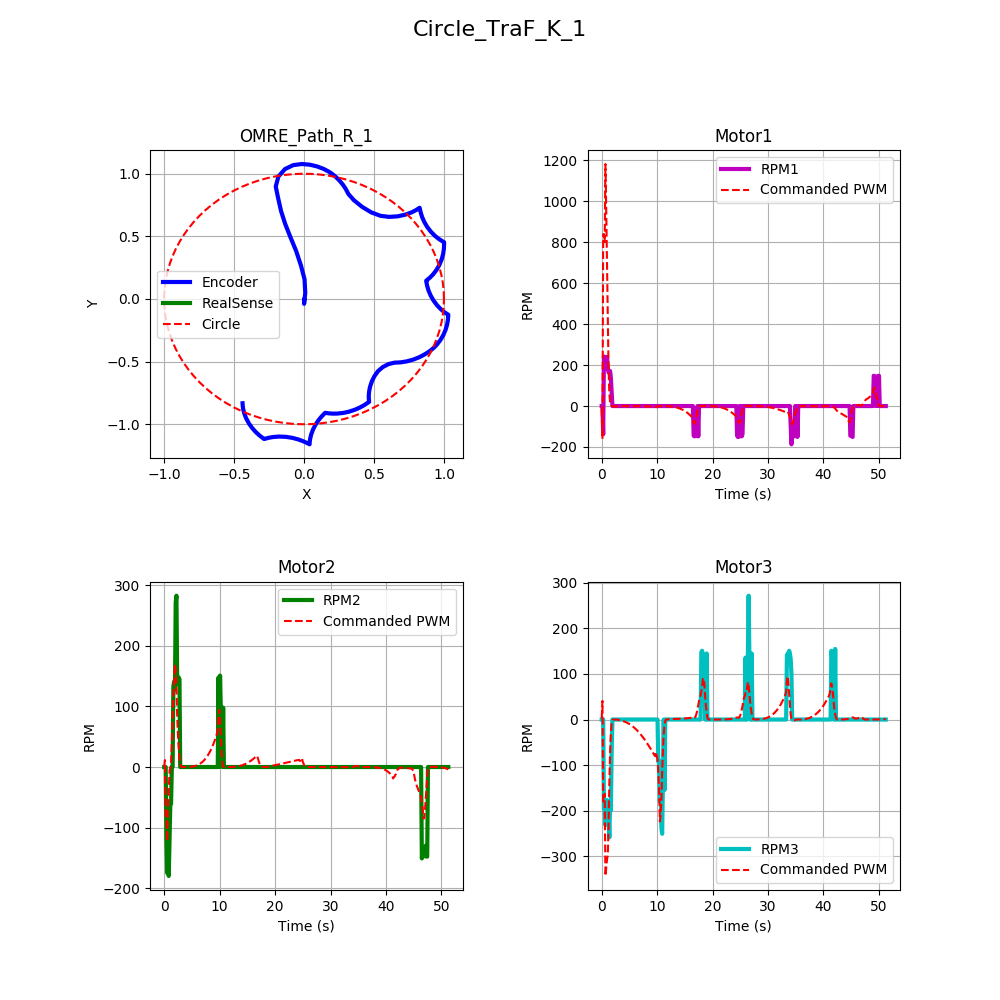 Circle_TraF_K_1
OMRE_Path_R_1
1.0
0.5
0.0
−0.5
−1.0
Y
Encoder
RealSense
Circle
−1.0 −0.5 0.0 0.5 1.0
X
Motor1
1200
1000
800
600
400
200
0
−200
RPM
RPM1
Commanded PWM
0 10 20 30 40 50
Time (s)
Motor2
300
200
100
0
−100
−200
RPM
RPM2
Commanded PWM
0 10 20 30 40 50
Time (s)
Motor3
300
200
100
0
−100
−200
−300
RPM
RPM3
Commanded PWM
0 10 20 30 40 50
Time (s)